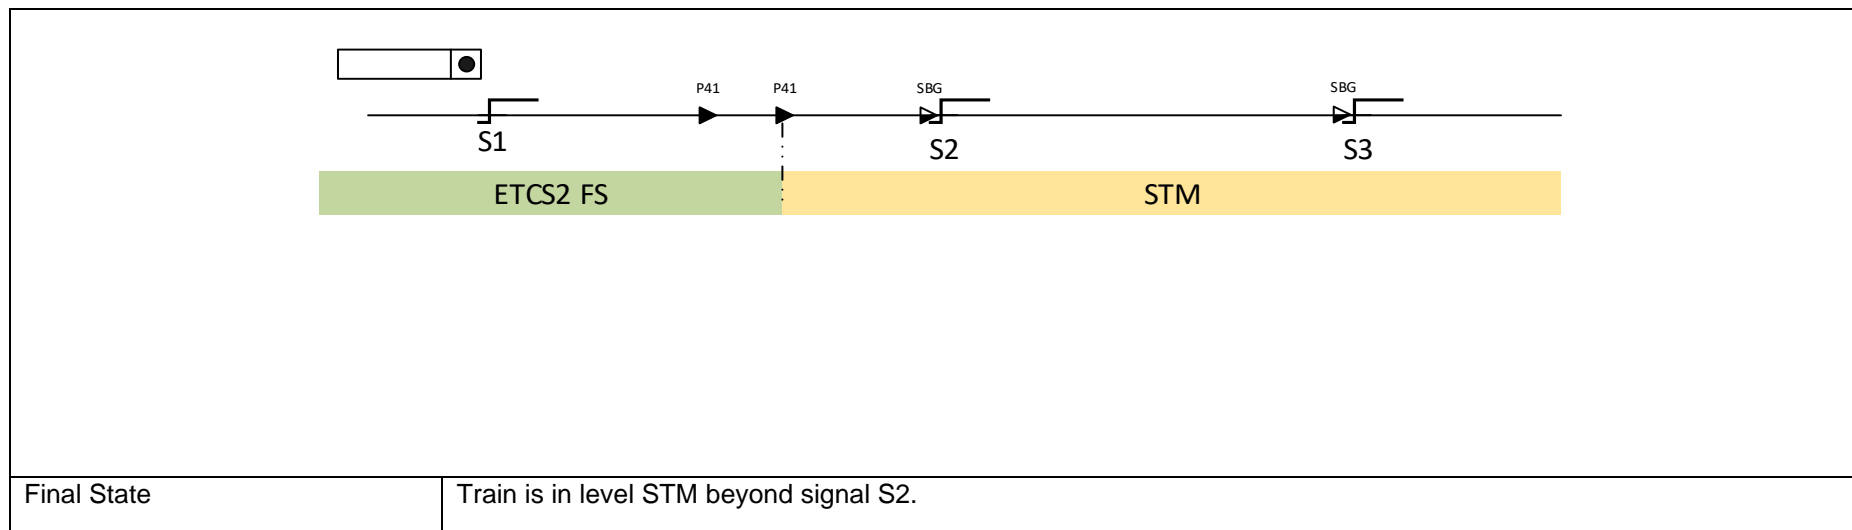 P41 P41 SBG SBG
S1 S2 S3
ETCS2 FS STM
Final State Train is in level STM beyond signal S2.